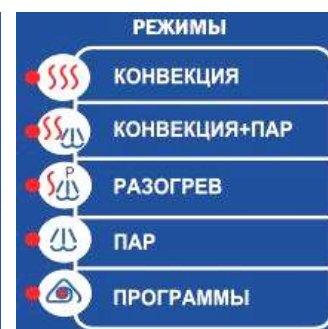 РЕЖИМЫ
КОНВЕКЦИЯ
КОНВЕКЦИЯ+ПАР
P
РАЗОГРЕВ
ПАР
ПРОГРАММЫ